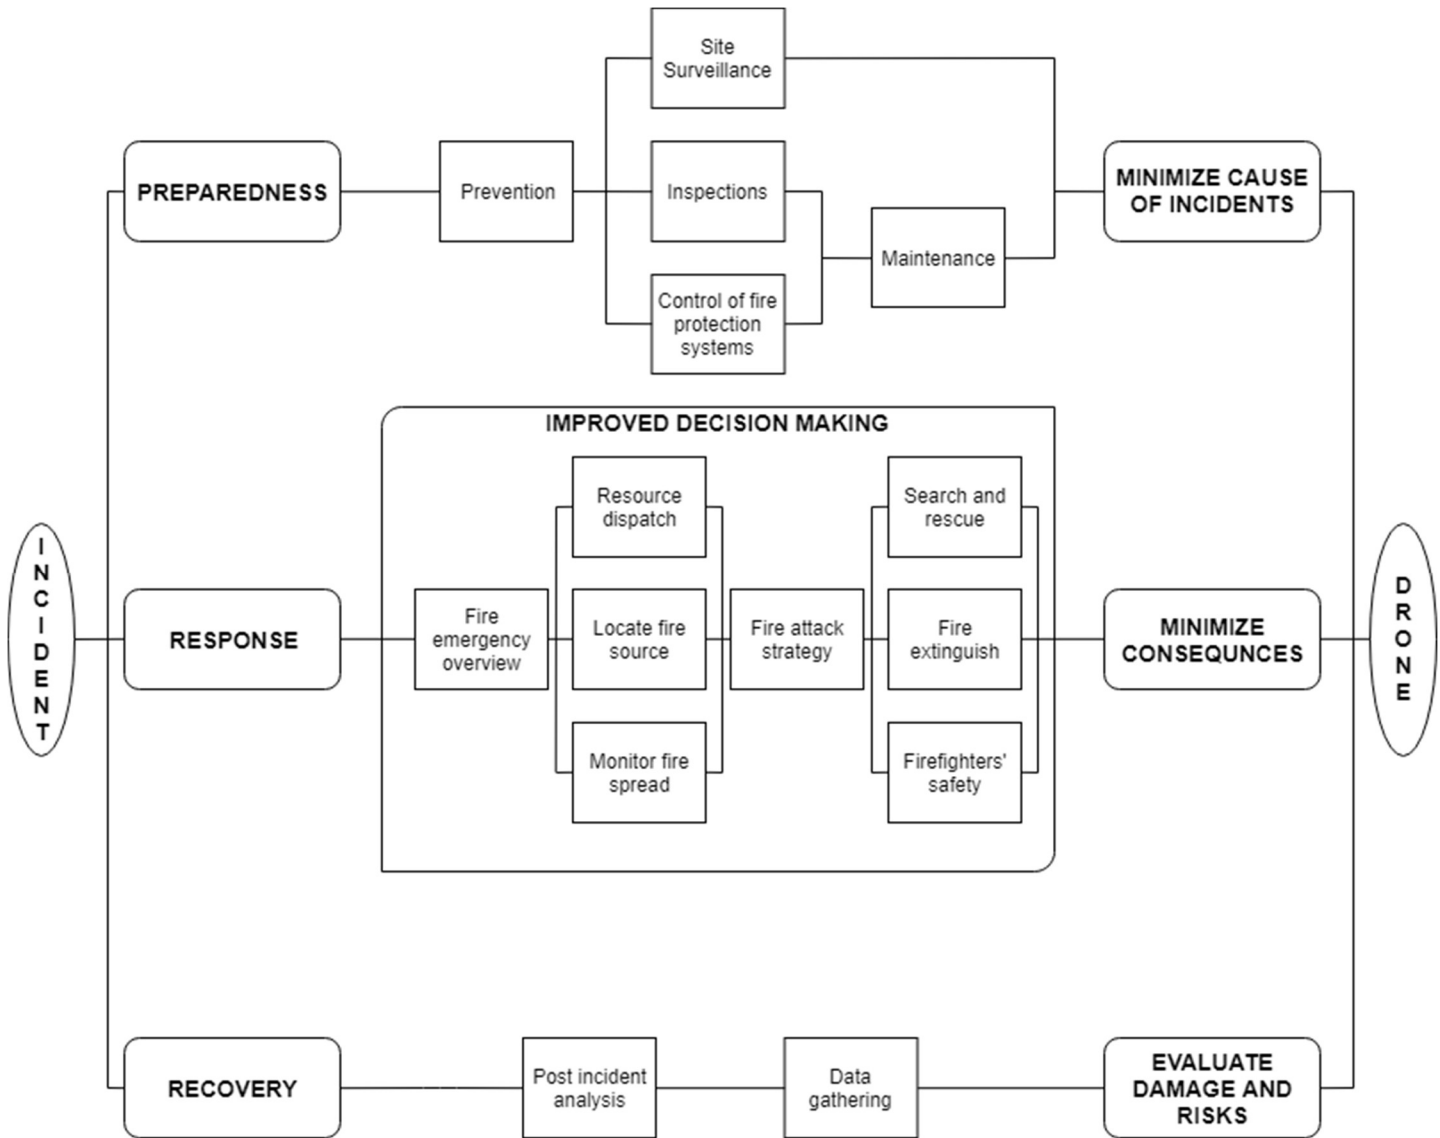 Site
Surveillance
PREPAREDNESS
Prevention
Inspections
MINIMIZE CAUSE
OF INCIDENTS
Maintenance
Control of fire
protection
systems
IMPROVED DECISION MAKING
Resource
dispatch
Search and
rescue
I
N
C
I
D
E
N
T
RESPONSE
Fire
emergency
overview
Locate fire
source
Fire attack
strategy
Fire
extinguish
MINIMIZE
CONSEQUNCES
D
R
O
N
E
Monitor fire
spread
Firefighters'
safety
RECOVERY
Post incident
analysis
Data
gathering
EVALUATE
DAMAGE AND
RISKS